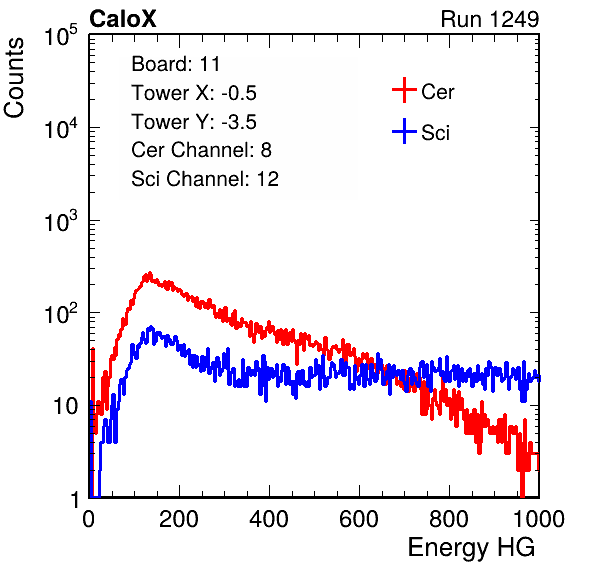 CaloX Run 1249
Counts
Board: 11
Tower X: -0.5
Tower Y: -3.5
Cer Channel: 8
Sci Channel: 12
Cer
Sci
10^5
10^4
10^3
10^2
10
1
0 200 400 600 800 1000
Energy HG